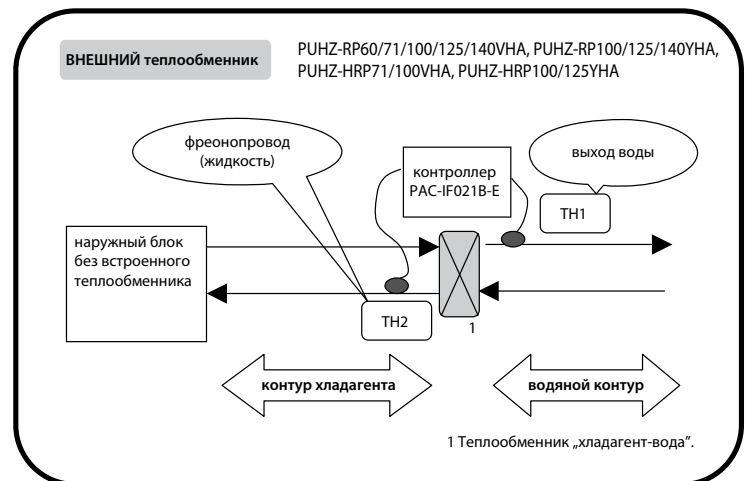 ВНЕШНИЙ теплообменник
PUHZ-RP60/71/100/125/140VHA, PUHZ-RP100/125/140YHA,
PUHZ-HRP71/100VHA, PUHZ-HRP100/125YHA
фреонопровод
(жидкость)
контроллер
PAC-IF021B-E
выход воды
TH1
наружный блок
без встроенного
теплообменника
TH2
1
контур хладагента
водяной контур
1 Теплообменник „хладагент-вода”.